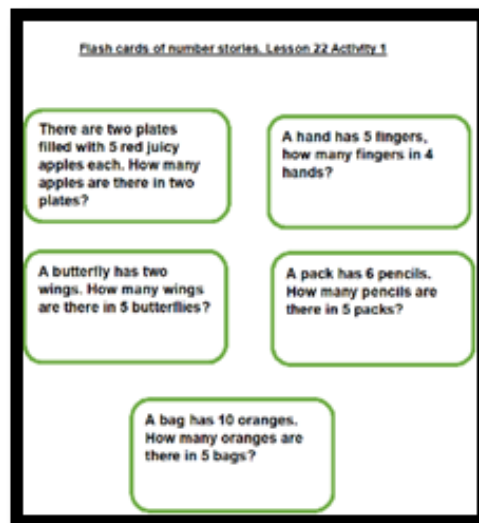 Flash cards of number stories. Lesson 22 Activity 1
There are two plates
filled with 5 red juicy
apples each. How many
apples are there in two
plates?
A hand has 5 fingers,
how many fingers in 4
hands?
A butterfly has two
wings. How many wings
are there in 5 butterflies?
A pack has 6 pencils.
How many pencils are
there in 5 packs?
A bag has 10 oranges.
How many oranges are
there in 5 bags?